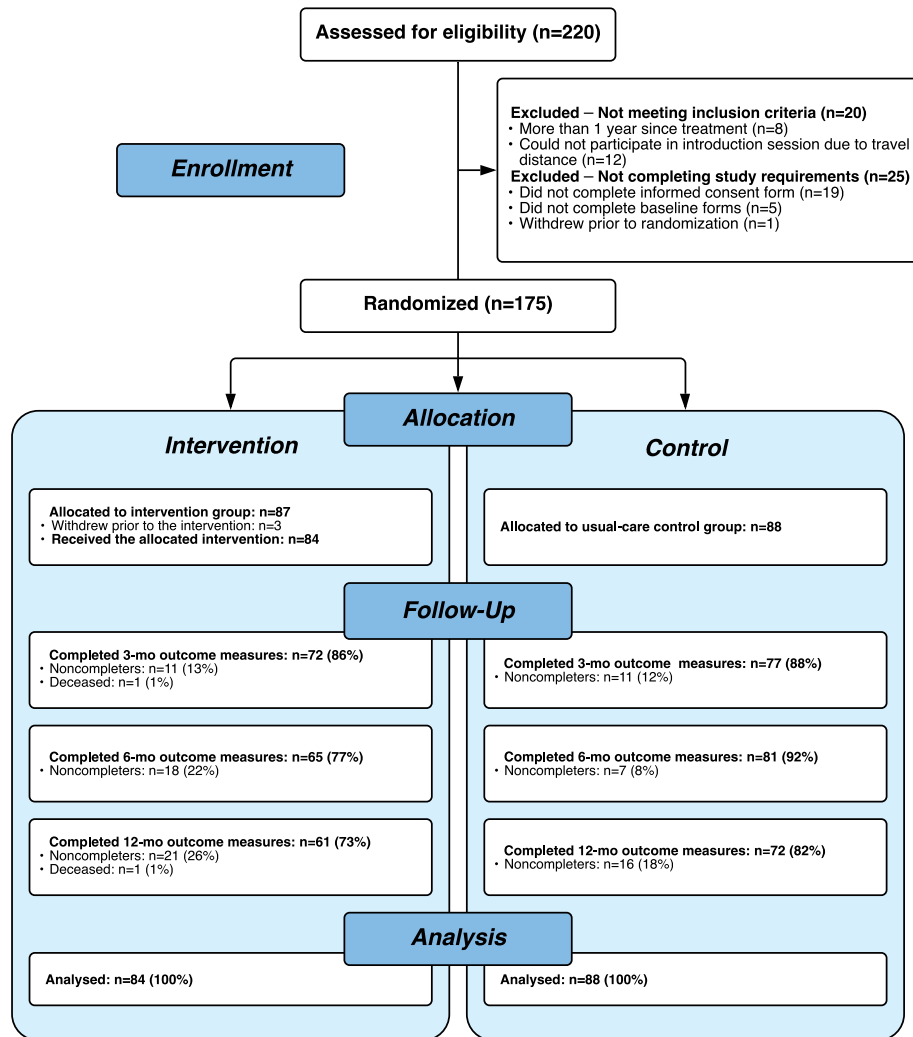 Assessed for eligibility (n=220)
Enrollment
Excluded – Not meeting inclusion criteria (n=20)
• More than 1 year since treatment (n=8)
• Could not participate in introduction session due to travel
distance (n=12)
Excluded – Not completing study requirements (n=25)
• Did not complete informed consent form (n=19)
• Did not complete baseline forms (n=5)
• Withdrew prior to randomization (n=1)
Randomized (n=175)
Allocation
Intervention
Control
Allocated to intervention group: n=87
• Withdrew prior to the intervention: n=3
• Received the allocated intervention: n=84
Allocated to usual-care control group: n=88
Follow-Up
Completed 3-mo outcome measures: n=72 (86%)
• Noncompleters: n=11 (13%)
• Deceased: n=1 (1%)
Completed 3-mo outcome measures: n=77 (88%)
• Noncompleters: n=11 (12%)
Completed 6-mo outcome measures: n=65 (77%)
• Noncompleters: n=18 (22%)
Completed 6-mo outcome measures: n=81 (92%)
• Noncompleters: n=7 (8%)
Completed 12-mo outcome measures: n=61 (73%)
• Noncompleters: n=21 (26%)
• Deceased: n=1 (1%)
Completed 12-mo outcome measures: n=72 (82%)
• Noncompleters: n=16 (18%)
Analysis
Analysed: n=84 (100%)
Analysed: n=88 (100%)